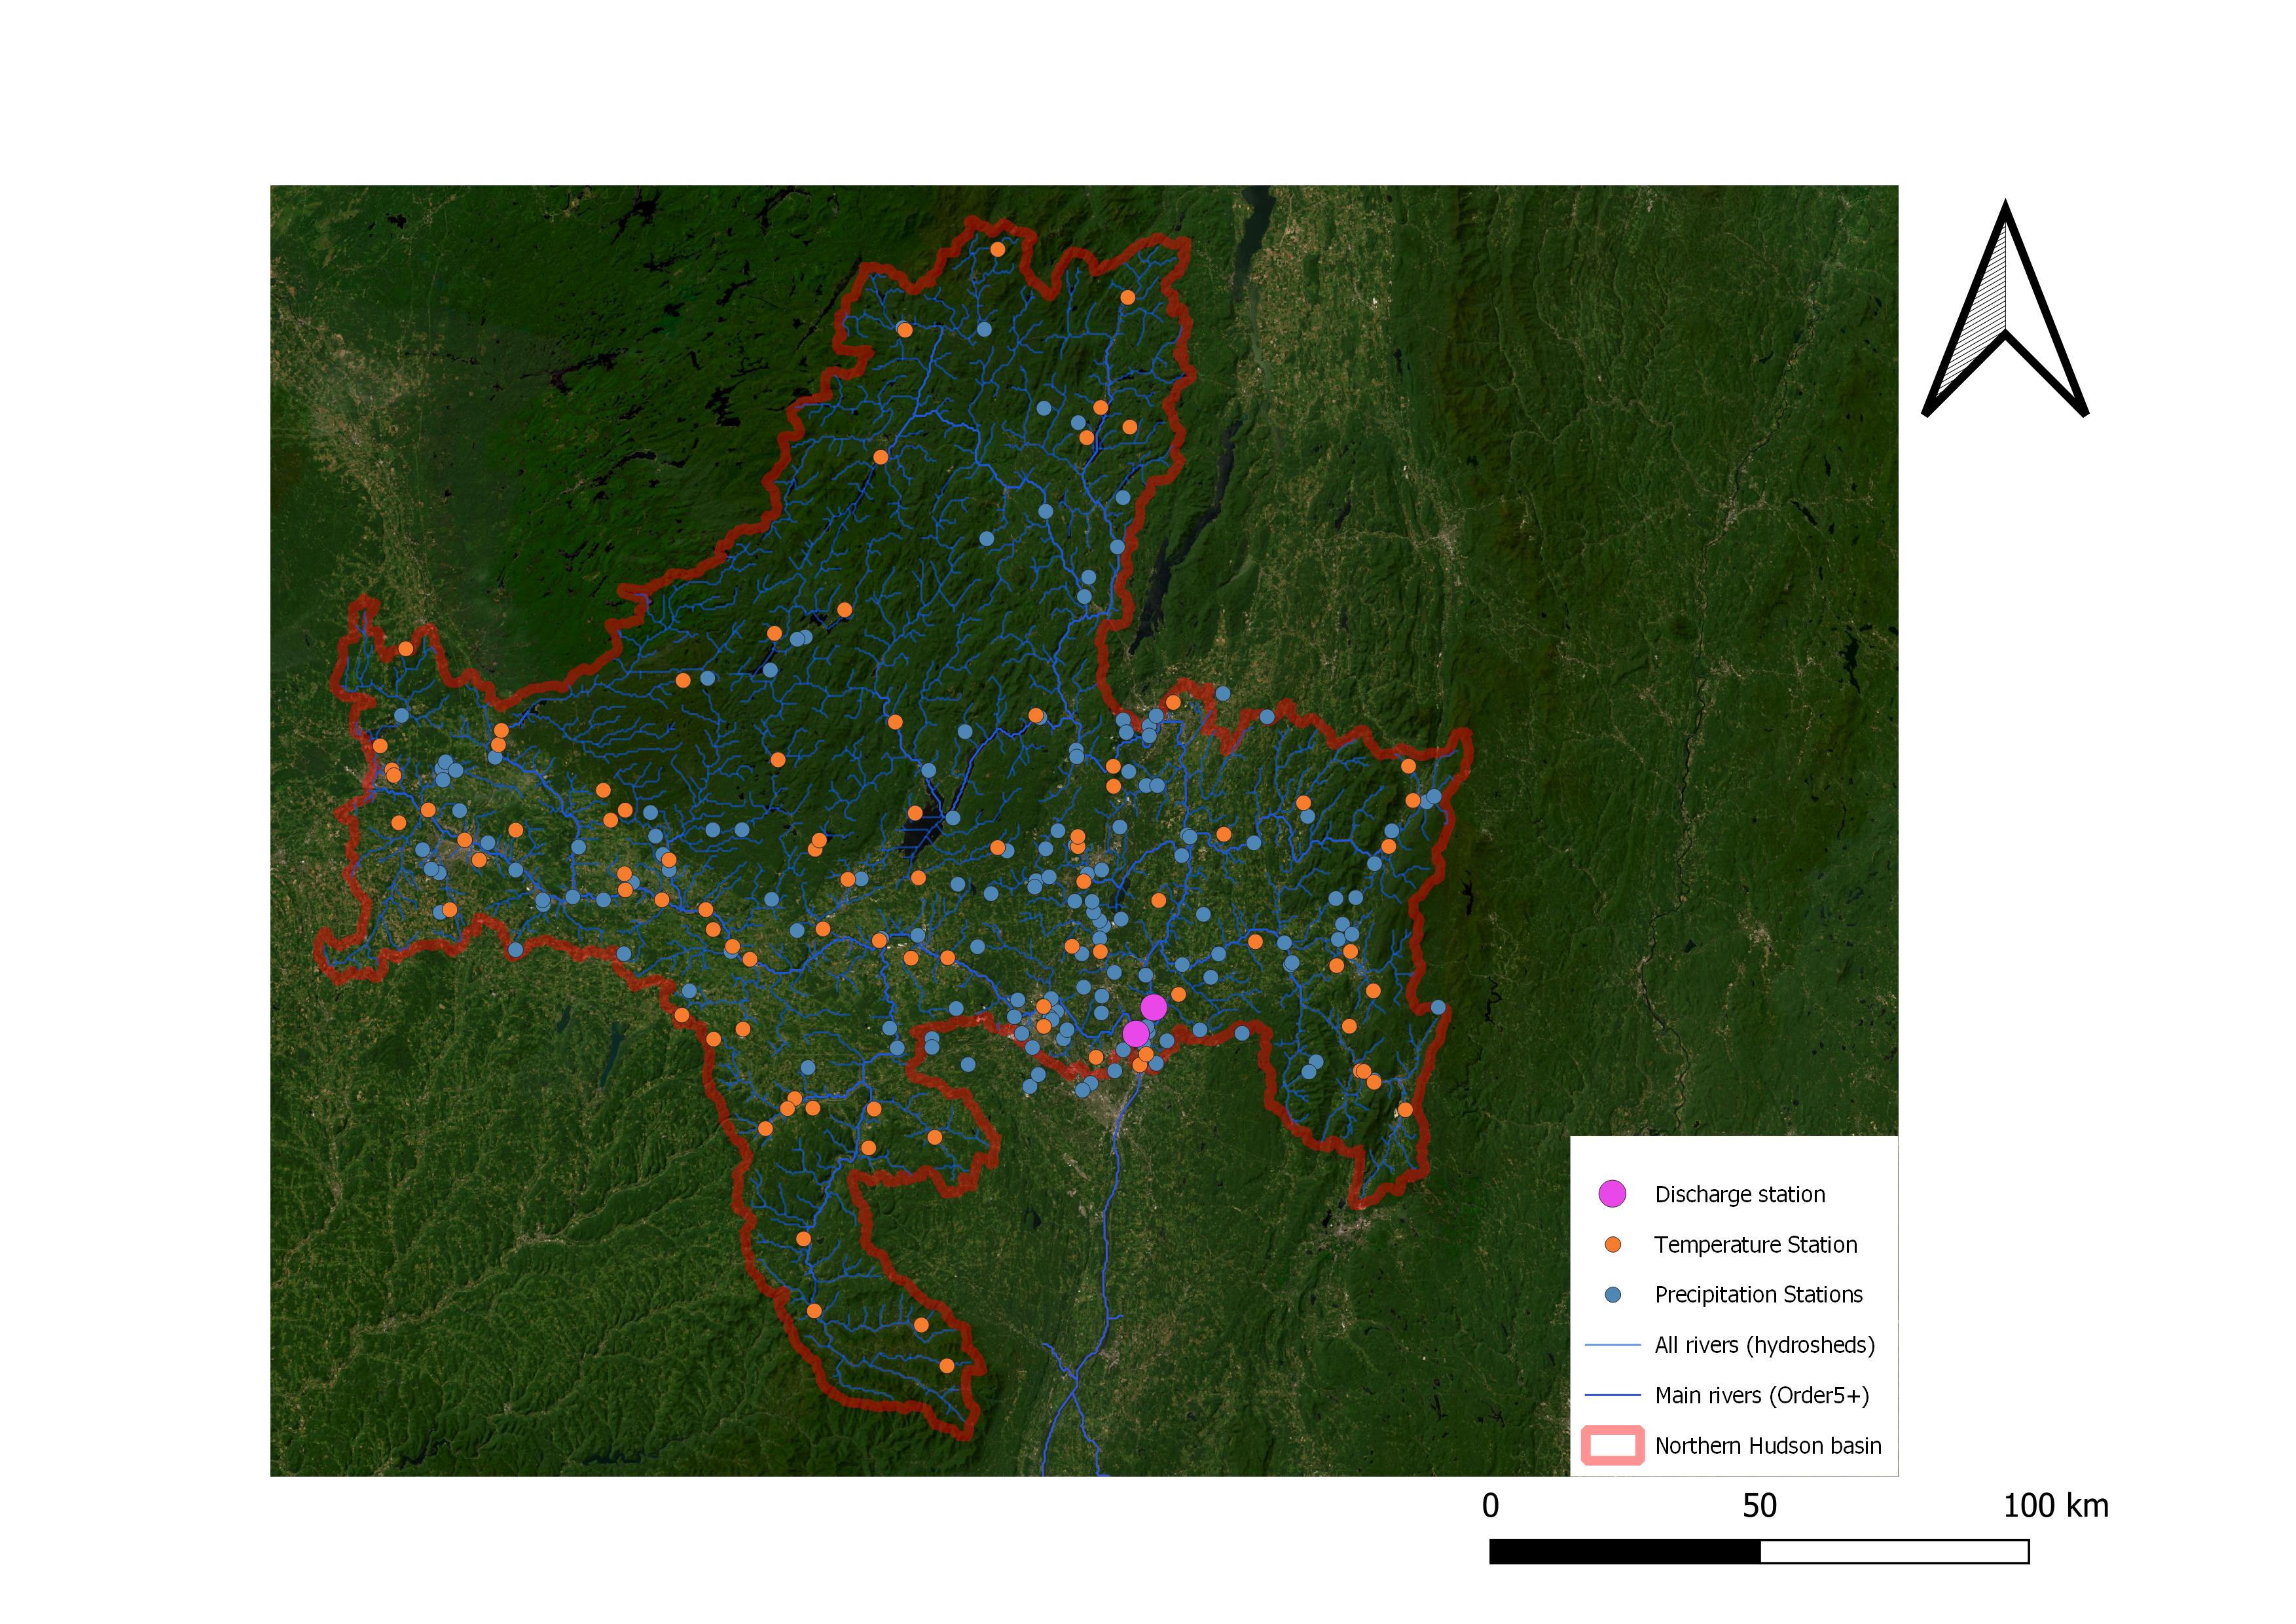 Discharge station
Temperature Station
Precipitation Stations
All rivers (hydrosheds)
Main rivers (Order5+)
Northern Hudson basin
0 50 100 km